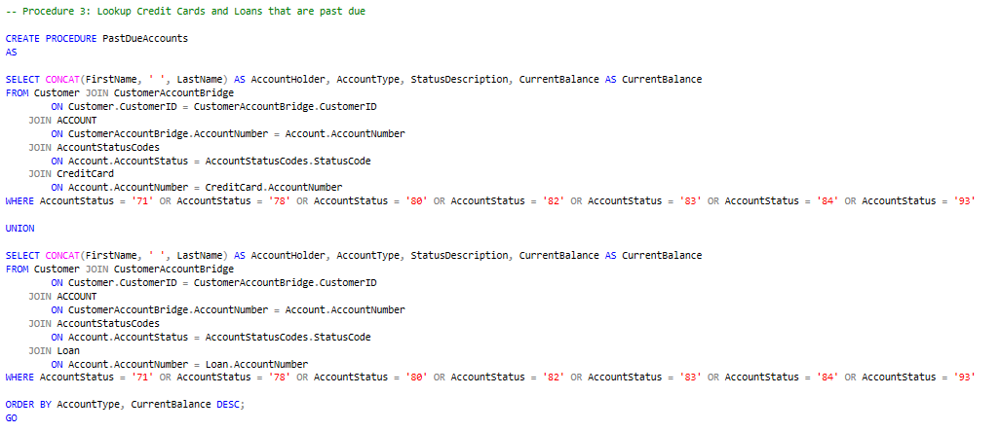 -- Procedure 3: Lookup Credit Cards and Loans that are past due
CREATE PROCEDURE PastDueAccounts
AS
SELECT CONCAT(FirstName, ' ', LastName) AS AccountHolder, AccountType, StatusDescription, CurrentBalance AS CurrentBalance
FROM Customer JOIN CustomerAccountBridge
ON Customer.CustomerID = CustomerAccountBridge.CustomerID
JOIN ACCOUNT
ON CustomerAccountBridge.AccountNumber = Account.AccountNumber
JOIN AccountStatusCodes
ON Account.AccountStatus = AccountStatusCodes.StatusCode
JOIN CreditCard
ON Account.AccountNumber = CreditCard.AccountNumber
WHERE AccountStatus = '71' OR AccountStatus = '78' OR AccountStatus = '80' OR AccountStatus = '82' OR AccountStatus = '83' OR AccountStatus = '84' OR AccountStatus = '93'
UNION
SELECT CONCAT(FirstName, ' ', LastName) AS AccountHolder, AccountType, StatusDescription, CurrentBalance AS CurrentBalance
FROM Customer JOIN CustomerAccountBridge
ON Customer.CustomerID = CustomerAccountBridge.CustomerID
JOIN ACCOUNT
ON CustomerAccountBridge.AccountNumber = Account.AccountNumber
JOIN AccountStatusCodes
ON Account.AccountStatus = AccountStatusCodes.StatusCode
JOIN Loan
ON Account.AccountNumber = Loan.AccountNumber
WHERE AccountStatus = '71' OR AccountStatus = '78' OR AccountStatus = '80' OR AccountStatus = '82' OR AccountStatus = '83' OR AccountStatus = '84' OR AccountStatus = '93'
ORDER BY AccountType, CurrentBalance DESC;
GO